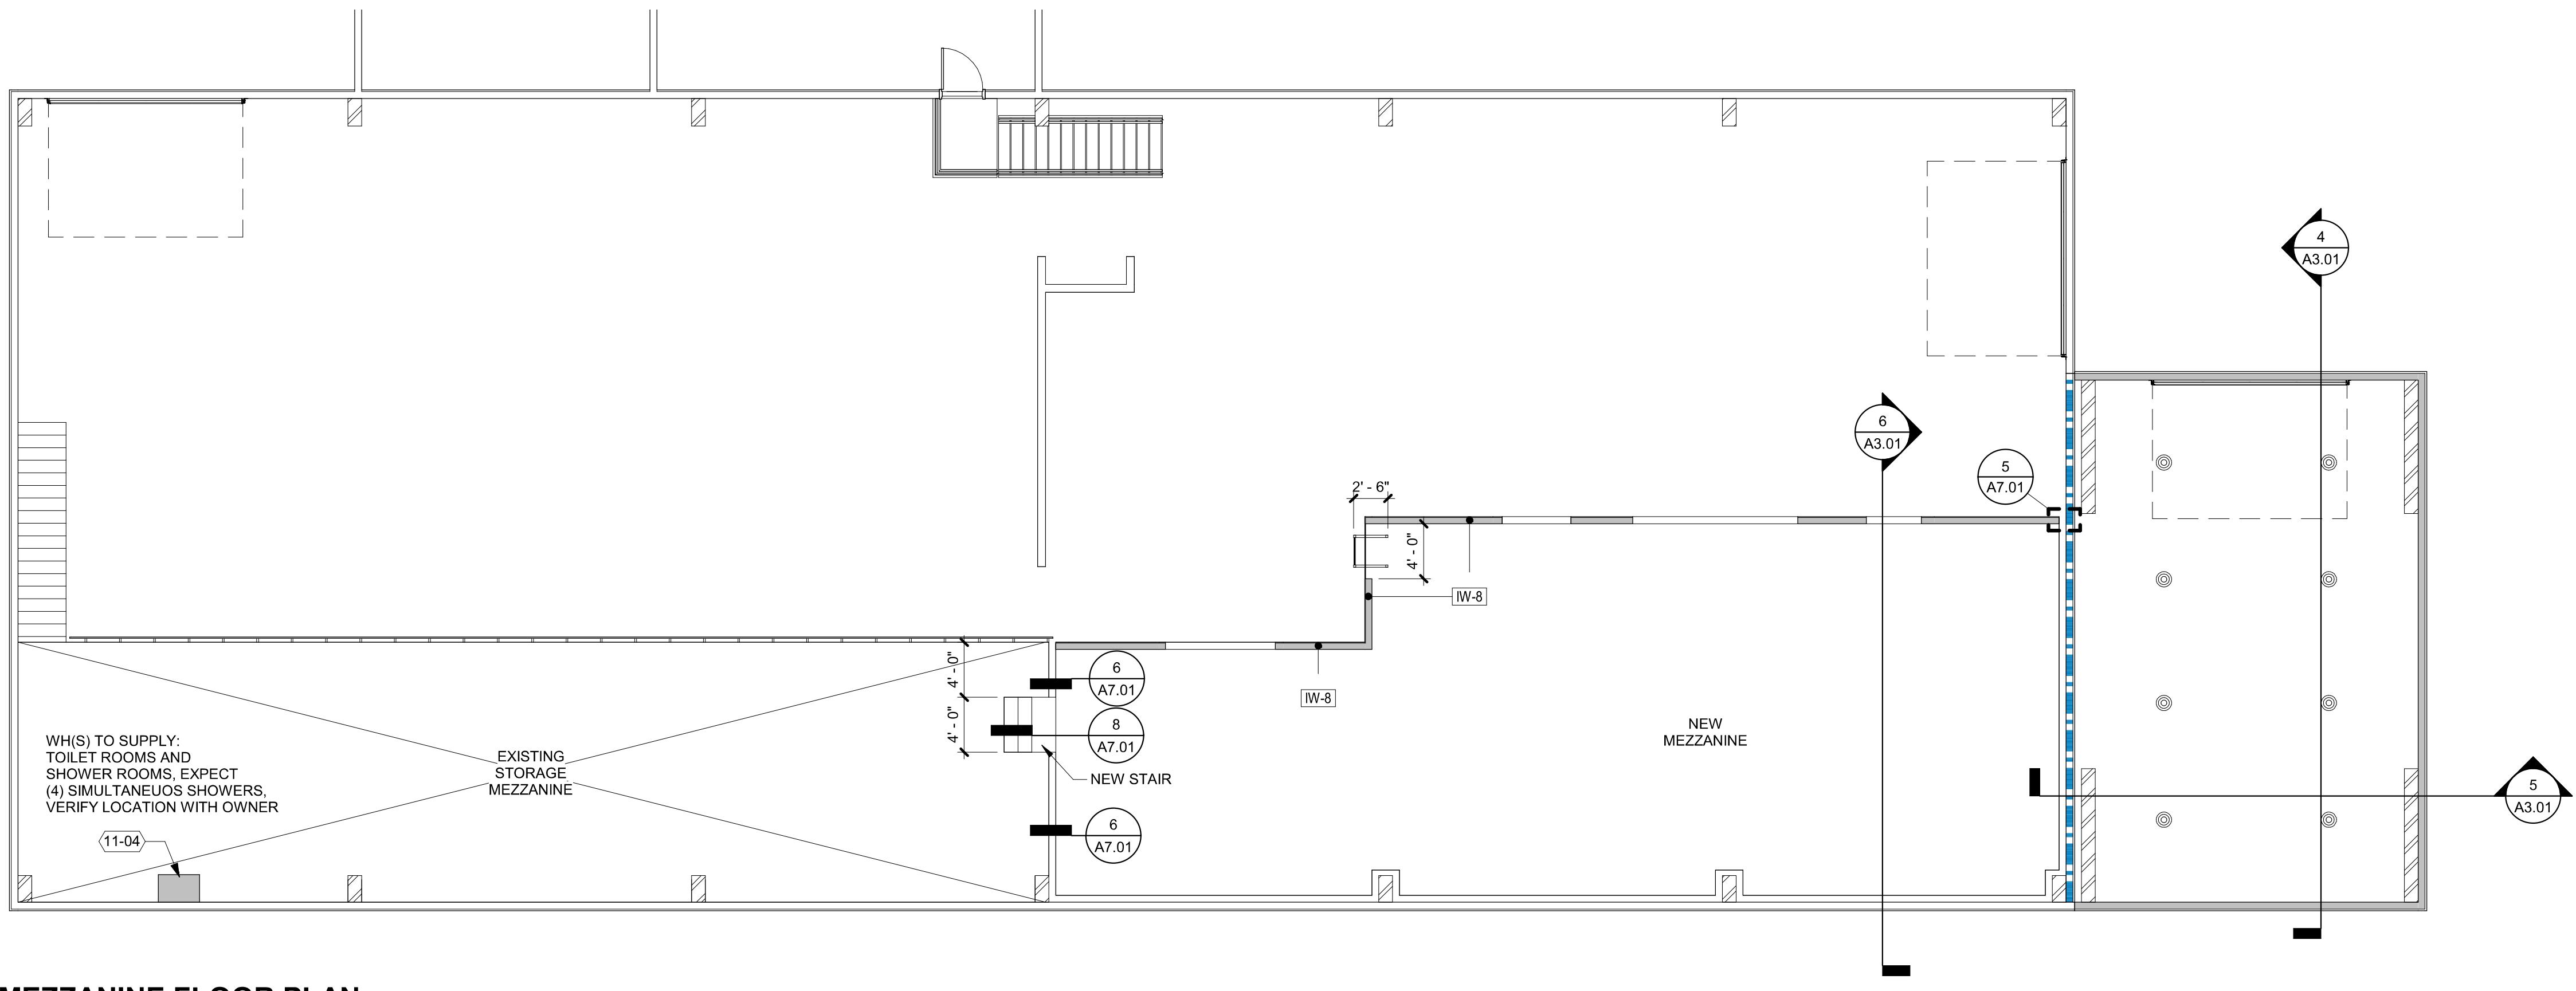 4
A3.01
6
A3.01
5
A7.01
2' - 6"
4' - 0"
IW-8
IW-8
4' - 0"
4' - 0"
6
A7.01
8
A7.01
NEW STAIR
6
A7.01
NEW
MEZZANINE
EXISTING
STORAGE
MEZZANINE
WH(S) TO SUPPLY:
TOILET ROOMS AND
SHOWER ROOMS, EXPECT
(4) SIMULTANEUOS SHOWERS,
VERIFY LOCATION WITH OWNER
11-04
5
A3.01
MEZZANINE FLOOR PLAN